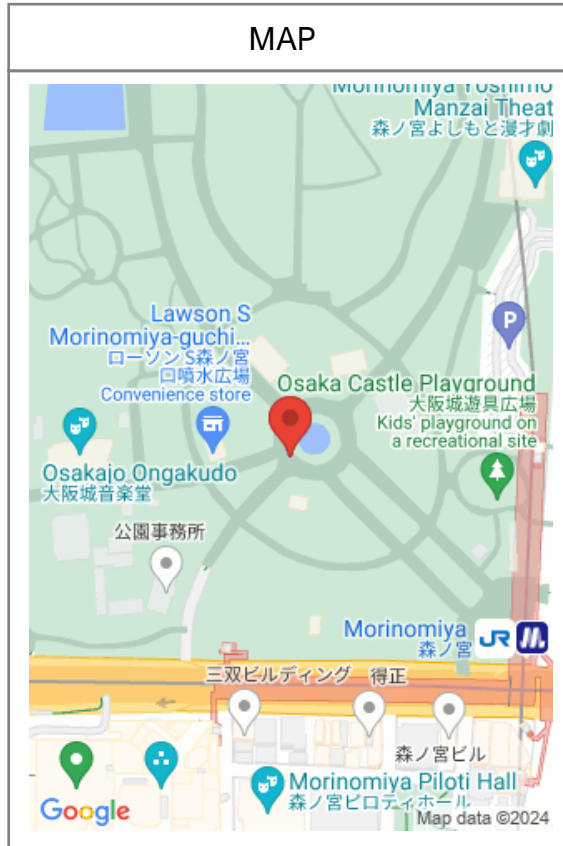 MAP
Morinomiya Yoshimo
Manzai Theat
森ノ宮よしもと漫才劇
P
Lawson S
Morinomiya-guchi...
ローソン S森ノ宮
口噴水広場
Convenience store
Osaka Castle Playground
大阪城遊具広場
Kids' playground on
a recreational site
Osakajo Ongakudo
大阪城音楽堂
公園事務所
Morinomiya
森ノ宮
JR
三双ビルディング
得正
森ノ宮ビル
Morinomiya Piloti Hall
森ノ宮ピロティホール
Google
Map data ©2024